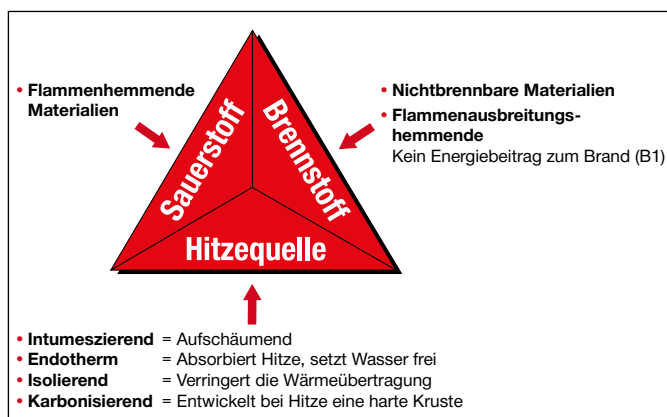 • Flammenhemmende
Materialien
• Nichtbrennbare Materialien
• Flammenausbreitungs-
hemmende
Kein Energiebeitrag zum Brand (B1)
Sauerstoff
Brennstoff
Hitzequelle
• Intumeszierend = Aufschäumend
• Endotherm = Absorbiert Hitze, setzt Wasser frei
• Isolierend = Verringert die Wärmeübertragung
• Karbonisierend = Entwickelt bei Hitze eine harte Kruste